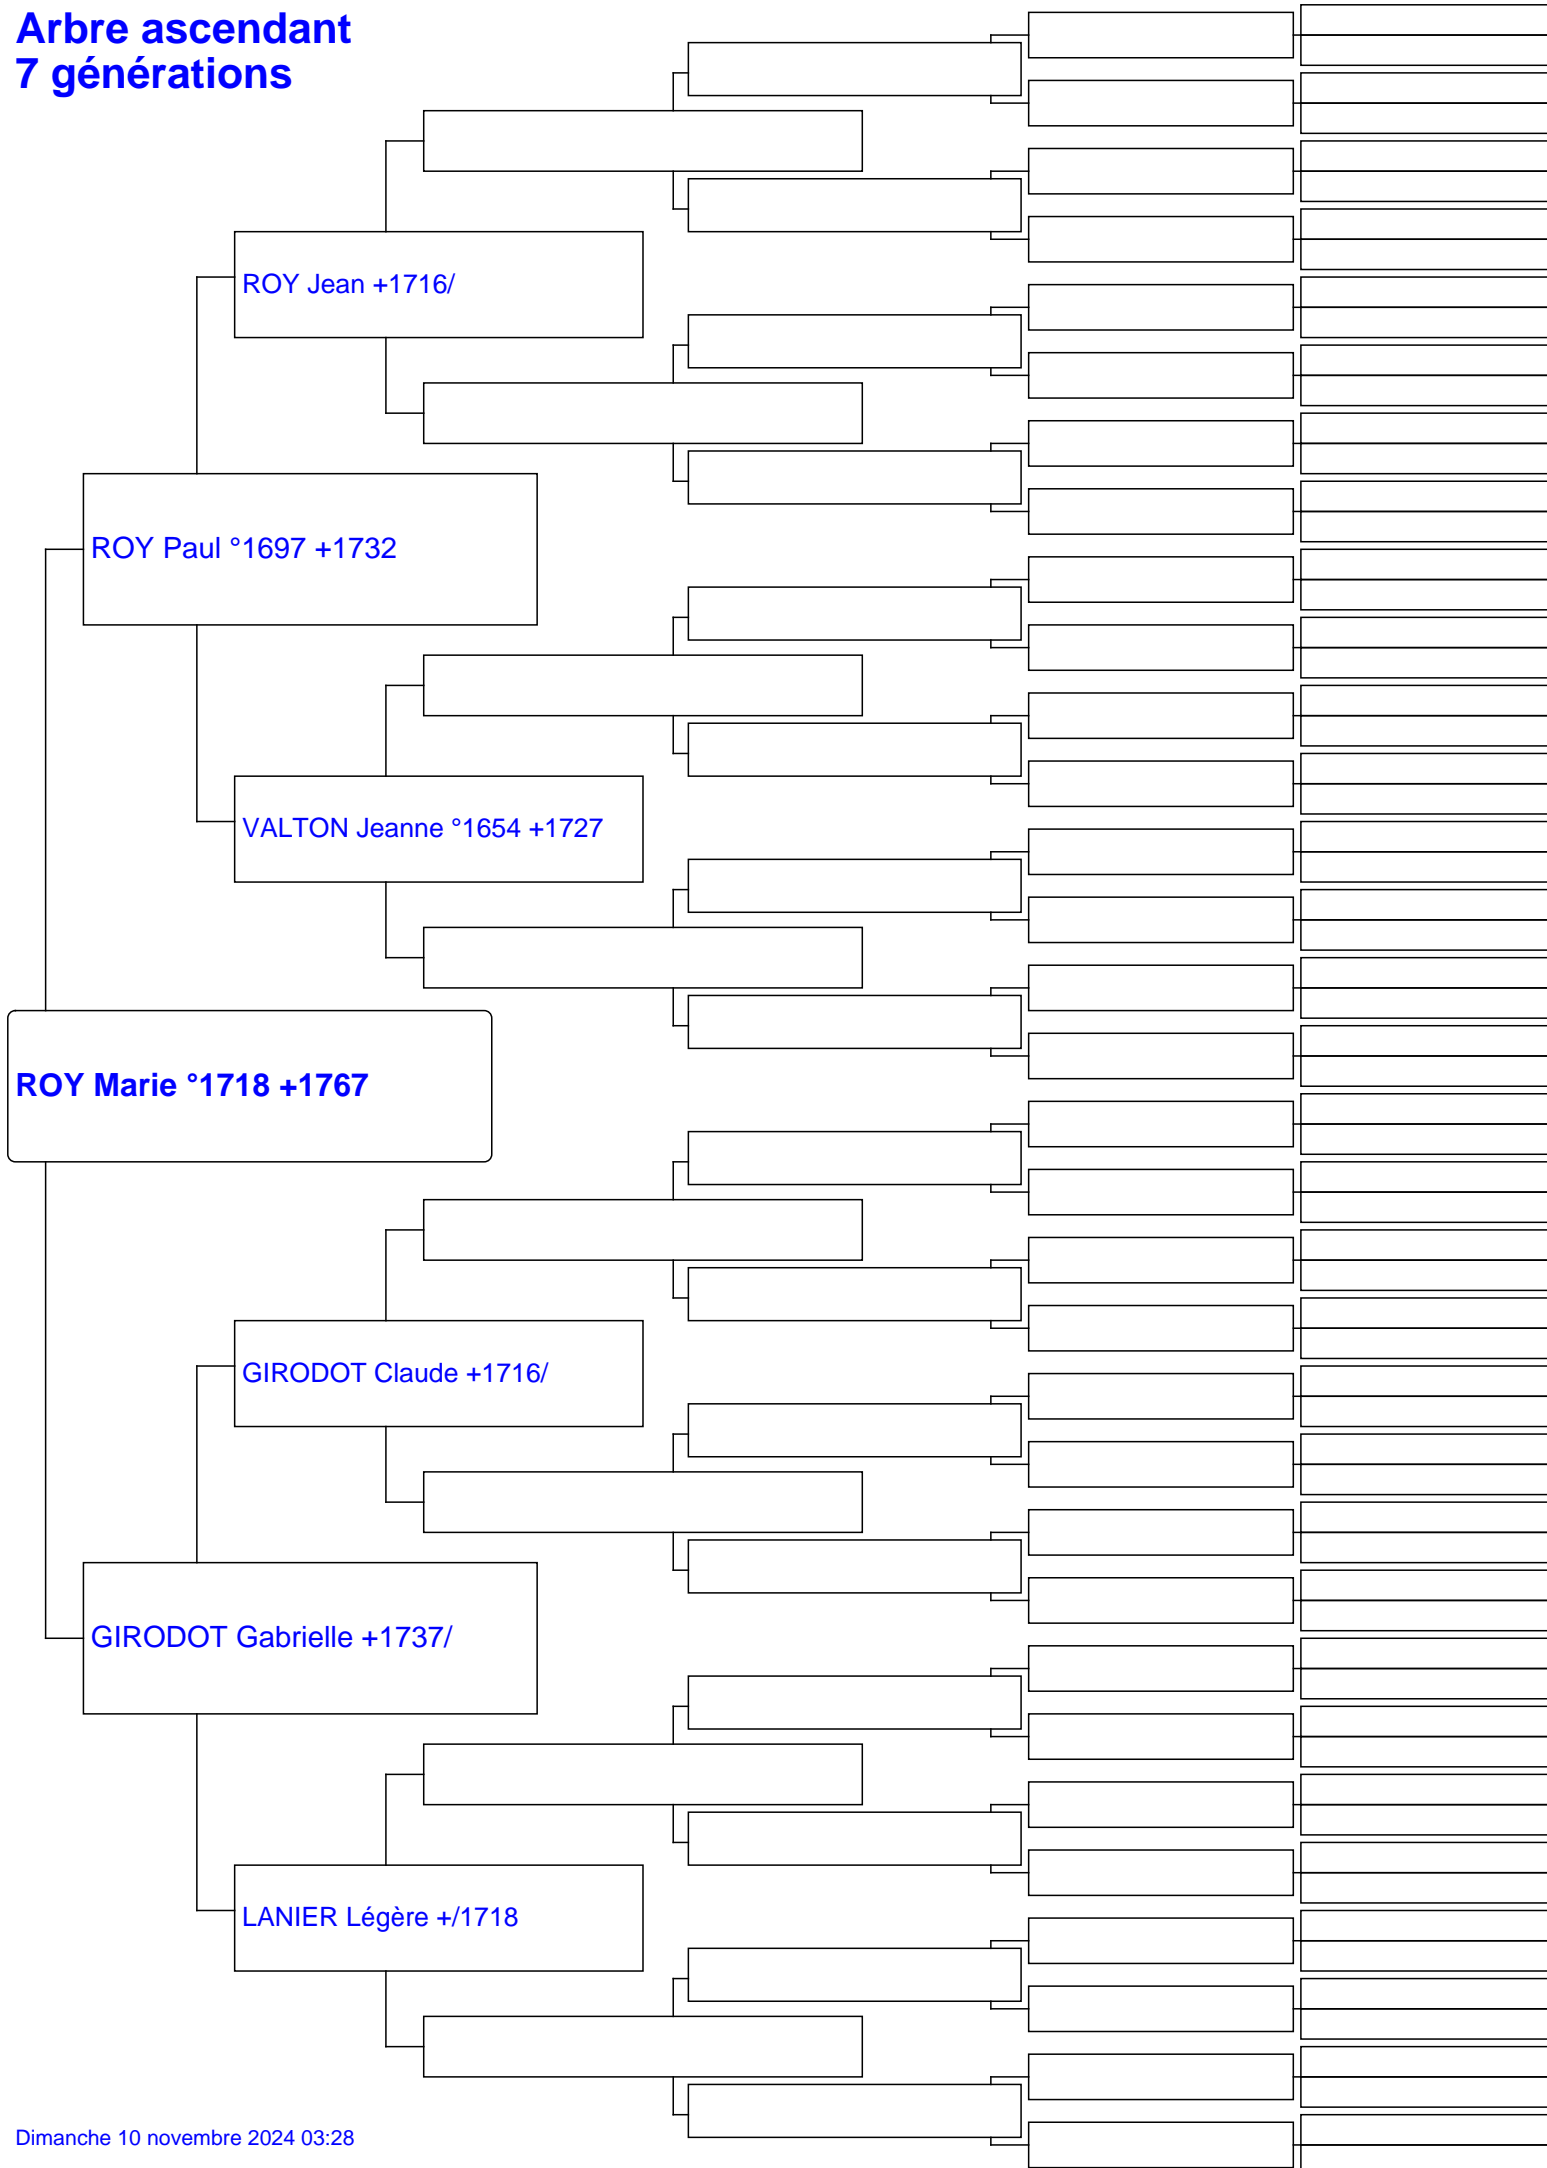 Arbre ascendant
7 générations
ROY Jean +1716/
ROY Paul °1697 +1732
VALTON Jeanne °1654 +1727
ROY Marie °1718 +1767
GIRODOT Claude +1716/
GIRODOT Gabrielle +1737/
LANIER Légère +/1718
Dimanche 10 novembre 2024 03:28